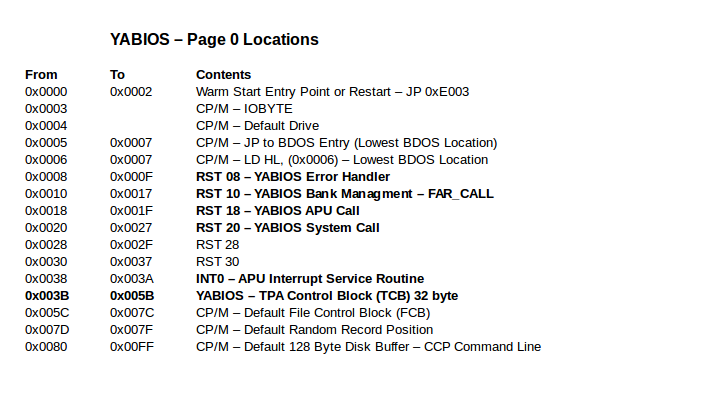 YABIOS – Page 0 Locations
From To Contents
0x0000 0x0002 Warm Start Entry Point or Restart – JP 0xE003
0x0003 CP/M – IOBYTE
0x0004 CP/M – Default Drive
0x0005 0x0007 CP/M – JP to BDOS Entry (Lowest BDOS Location)
0x0006 0x0007 CP/M – LD HL, (0x0006) – Lowest BDOS Location
0x0008 0x000F RST 08 – YABIOS Error Handler
0x0010 0x0017 RST 10 – YABIOS Bank Managment – FAR_CALL
0x0018 0x001F RST 18 – YABIOS APU Call
0x0020 0x0027 RST 20 – YABIOS System Call
0x0028 0x002F RST 28
0x0030 0x0037 RST 30
0x0038 0x003A INT0 – APU Interrupt Service Routine
0x003B 0x005B YABIOS – TPA Control Block (TCB) 32 byte
0x005C 0x007C CP/M – Default File Control Block (FCB)
0x007D 0x007F CP/M – Default Random Record Position
0x0080 0x00FF CP/M – Default 128 Byte Disk Buffer – CCP Command Line